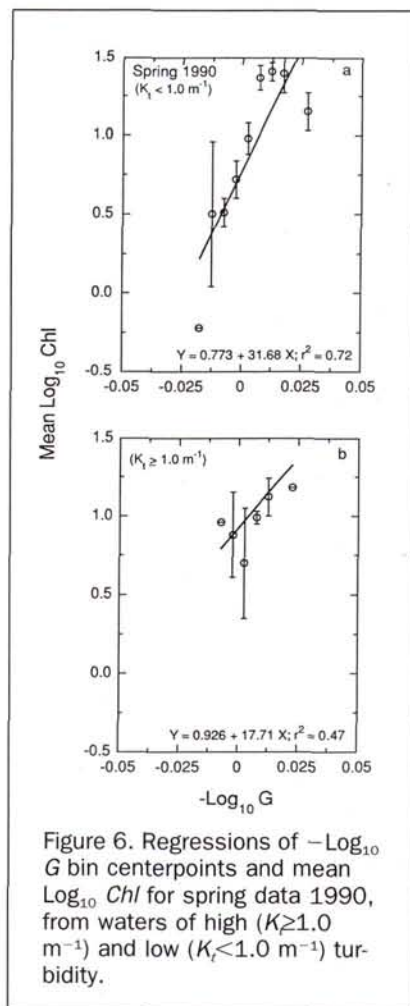 Mean Log₁₀ Chl
1.5
1.0
0.5
0.0
-0.5
Spring 1990
(Kₜ < 1.0 m⁻¹)
a
Y = 0.773 + 31.68 X; r² = 0.72
-0.05 -0.025 0 0.025 0.05
1.5
1.0
0.5
0.0
-0.5
(Kₜ ≥ 1.0 m⁻¹)
b
Y = 0.926 + 17.71 X; r² = 0.47
-0.05 -0.025 0 0.025 0.05
-Log₁₀ G
Figure 6. Regressions of −Log₁₀
G bin centerpoints and mean
Log₁₀ Chl for spring data 1990,
from waters of high (Kₜ≥1.0
m⁻¹) and low (Kₜ<1.0 m⁻¹) tur-
bidity.